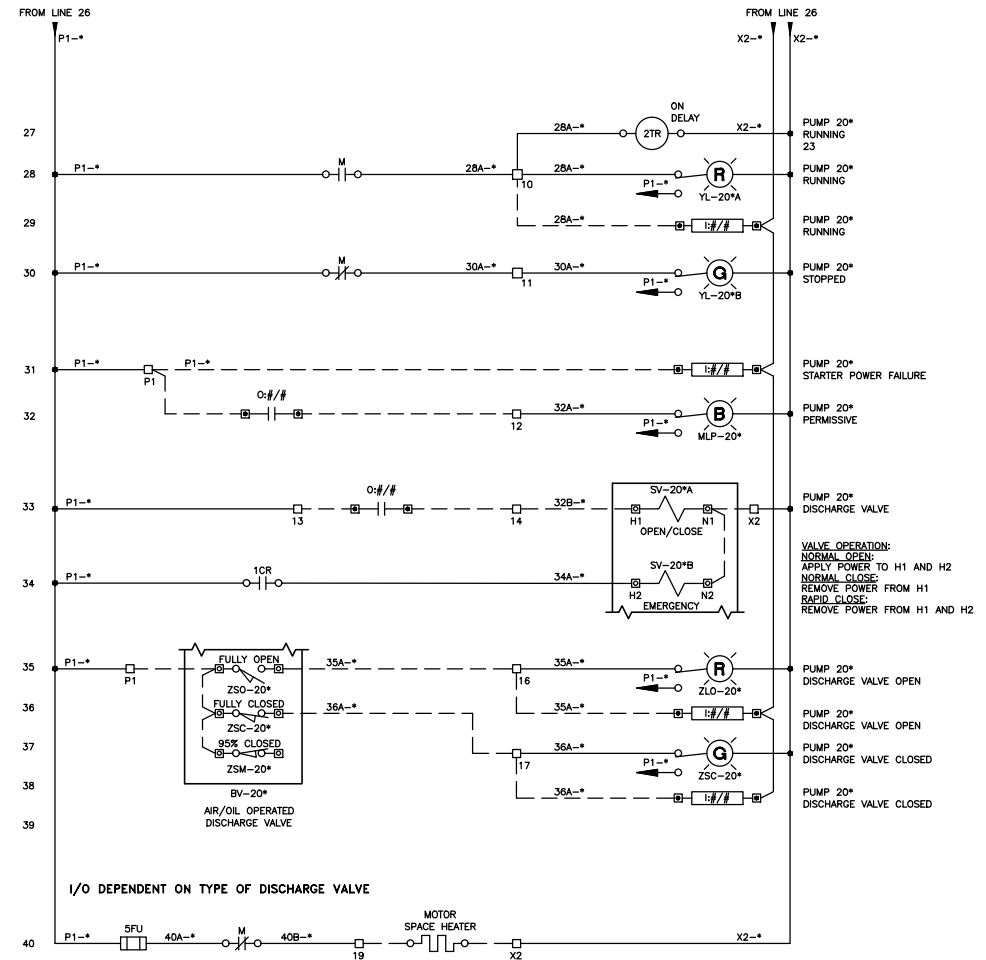 FROM LINE 26
FROM LINE 26
P1-*
X2-*
X2-*
ON
DELAY
27
28A-*
2TR
X2-*
PUMP 20*
RUNNING
23
28
P1-*
M
28A-*
10
28A-*
P1-*
R
YL-20*A
PUMP 20*
RUNNING
29
28A-*
I:#/#
PUMP 20*
RUNNING
30
P1-*
M
30A-*
11
30A-*
P1-*
G
YL-20*B
PUMP 20*
STOPPED
31
P1-*
P1
P1-*
I:#/#
PUMP 20*
STARTER POWER FAILURE
32
O:#/#
12
32A-*
P1-*
B
MLP-20*
PUMP 20*
PERMISSIVE
33
P1-*
13
O:#/#
14
32B-*
SV-20*A
H1
N1
OPEN/CLOSE
X2
PUMP 20*
DISCHARGE VALVE
VALVE OPERATION:
NORMAL OPEN:
APPLY POWER TO H1 AND H2
NORMAL CLOSE:
REMOVE POWER FROM H1
RAPID CLOSE:
REMOVE POWER FROM H1 AND H2
34
P1-*
1CR
34A-*
SV-20*B
H2
N2
EMERGENCY
35
P1-*
P1
FULLY OPEN
ZSO-20*
35A-*
16
35A-*
P1-*
R
ZLO-20*
PUMP 20*
DISCHARGE VALVE OPEN
36
FULLY CLOSED
ZSC-20*
36A-*
35A-*
I:#/#
PUMP 20*
DISCHARGE VALVE OPEN
37
95% CLOSED
ZSM-20*
17
36A-*
P1-*
G
ZSC-20*
PUMP 20*
DISCHARGE VALVE CLOSED
38
BV-20*
AIR/OIL OPERATED
DISCHARGE VALVE
36A-*
I:#/#
PUMP 20*
DISCHARGE VALVE CLOSED
39
I/O DEPENDENT ON TYPE OF DISCHARGE VALVE
40
P1-*
5FU
40A-*
M
40B-*
19
MOTOR
SPACE HEATER
X2
X2-*